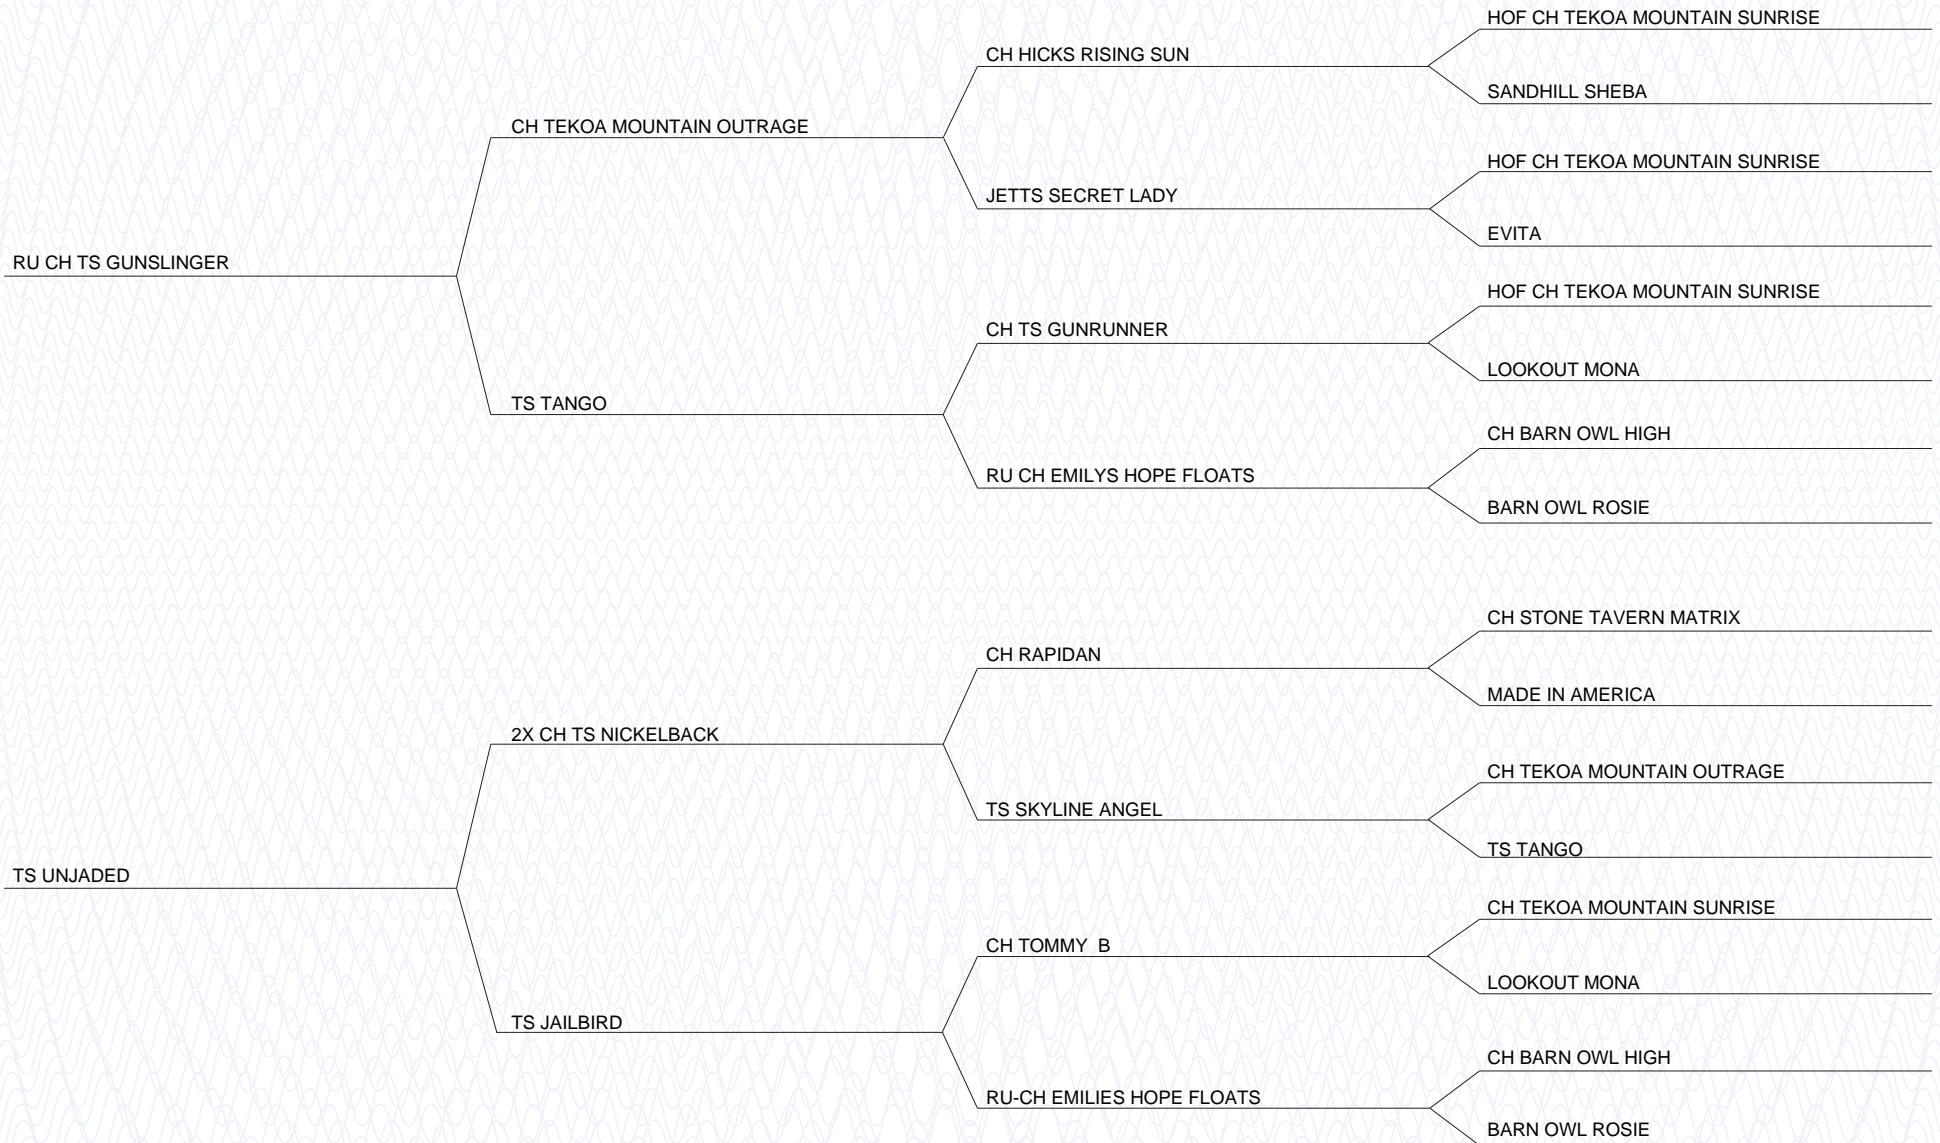 HOF CH TEKOA MOUNTAIN SUNRISE
CH HICKS RISING SUN
SANDHILL SHEBA
CH TEKOA MOUNTAIN OUTRAGE
HOF CH TEKOA MOUNTAIN SUNRISE
JETTS SECRET LADY
EVITA
RU CH TS GUNSLINGER
HOF CH TEKOA MOUNTAIN SUNRISE
CH TS GUNRUNNER
LOOKOUT MONA
TS TANGO
CH BARN OWL HIGH
RU CH EMILYS HOPE FLOATS
BARN OWL ROSIE
CH STONE TAVERN MATRIX
CH RAPIDAN
MADE IN AMERICA
2X CH TS NICKELBACK
CH TEKOA MOUNTAIN OUTRAGE
TS SKYLINE ANGEL
TS TANGO
TS UNJADED
CH TEKOA MOUNTAIN SUNRISE
CH TOMMY  B
LOOKOUT MONA
TS JAILBIRD
CH BARN OWL HIGH
RU-CH EMILIES HOPE FLOATS
BARN OWL ROSIE